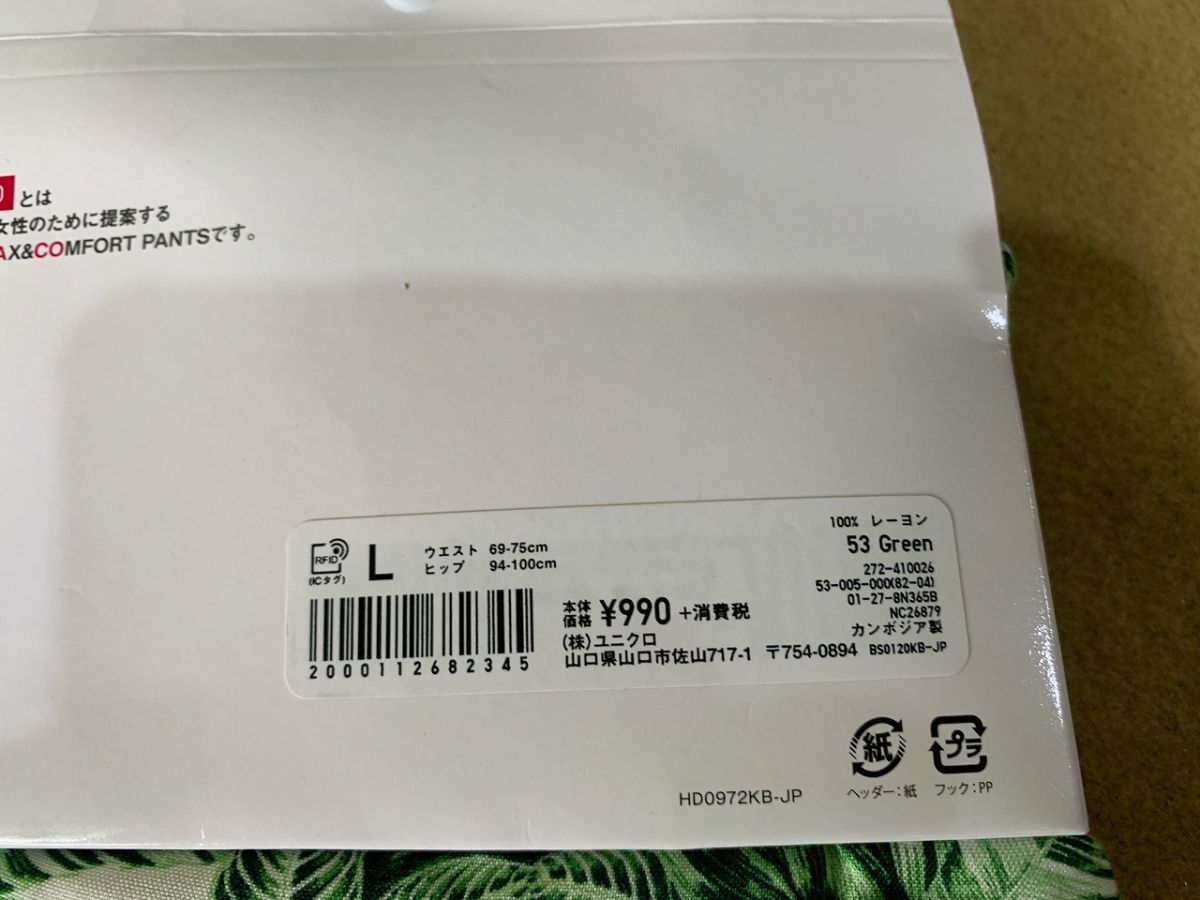 とは
女性のために提案する
AX&COMFORT PANTSです。
RFID
(ICタグ)
L
ウエスト 69-75cm
ヒップ 94-100cm
2000112682345
本体価格 ¥990 +消費税
(株)ユニクロ
山口県山口市佐山717-1 〒754-0894
100% レーヨン
53 Green
272-410026
53-005-000(82-04)
01-27-8N365B
NC26879
カンボジア製
BS0120KB-JP
紙
プラ
ヘッダー:紙 フック:PP
HD0972KB-JP